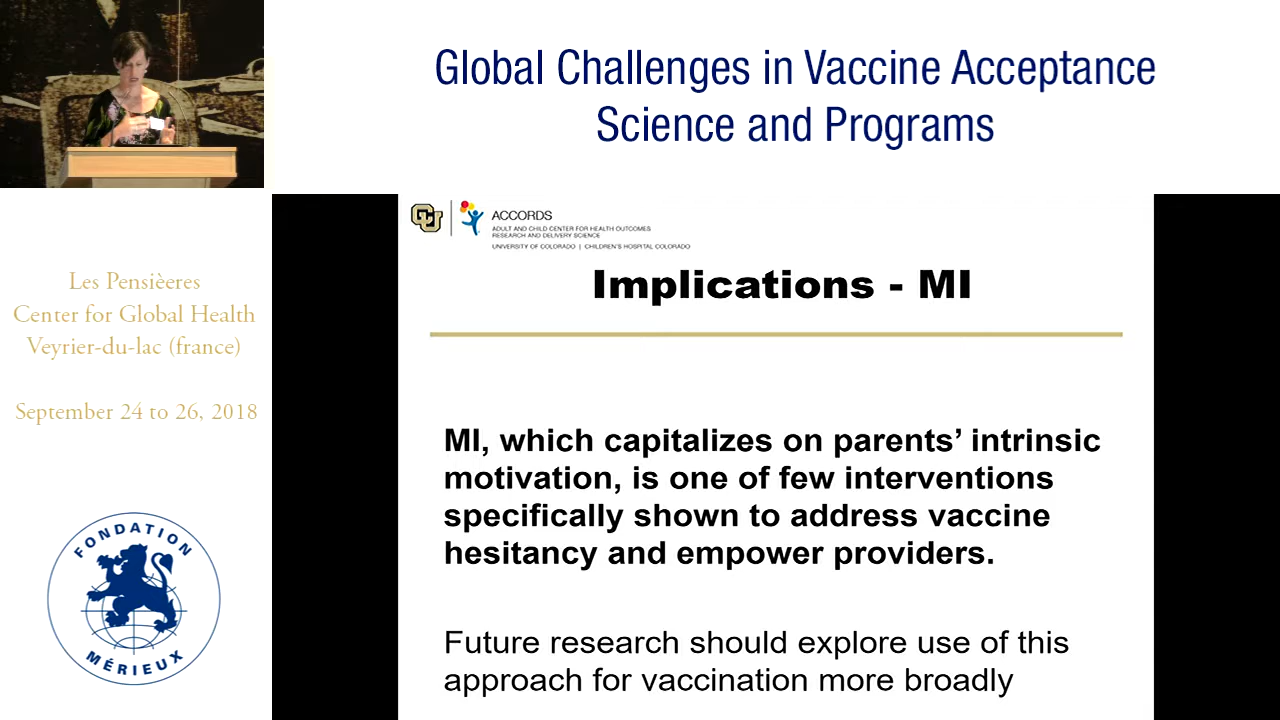 Global Challenges in Vaccine Acceptance
Science and Programs
Les Pensièeres
Center for Global Health
Veyrier-du-lac (france)
September 24 to 26, 2018
FONDATION
MÉRIEUX
CU
ACCORDS
ADULT AND CHILD CENTER FOR HEALTH OUTCOMES
RESEARCH AND DELIVERY SCIENCE
UNIVERSITY OF COLORADO | CHILDREN'S HOSPITAL COLORADO
Implications - MI
MI, which capitalizes on parents’ intrinsic
motivation, is one of few interventions
specifically shown to address vaccine
hesitancy and empower providers.
Future research should explore use of this
approach for vaccination more broadly